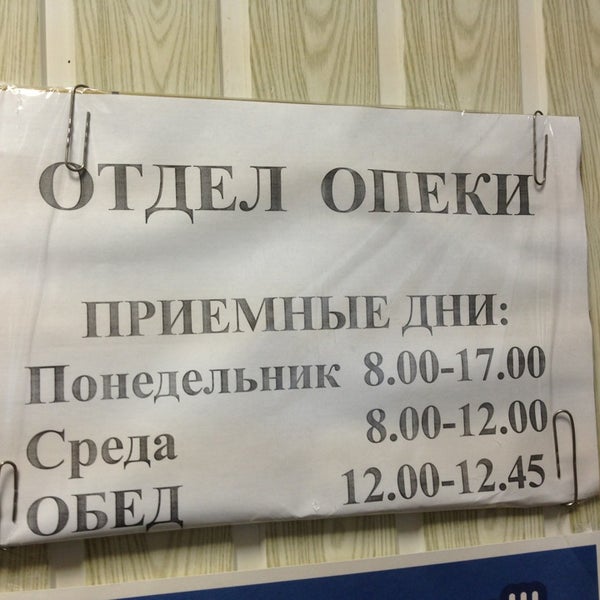 ОТДЕЛ ОПЕКИ
ПРИЕМНЫЕ ДНИ:
Понедельник 8.00-17.00
Среда 8.00-12.00
ОБЕД 12.00-12.45